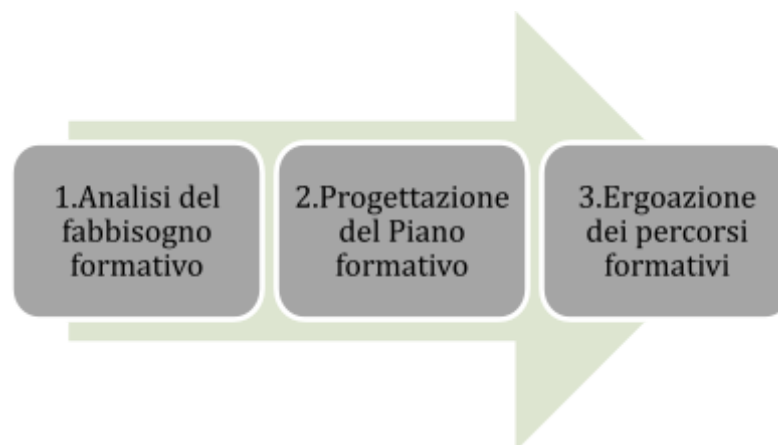 1.Analisi del
fabbisogno
formativo
2.Progettazione
del Piano
formativo
3.Ergoazione
dei percorsi
formativi